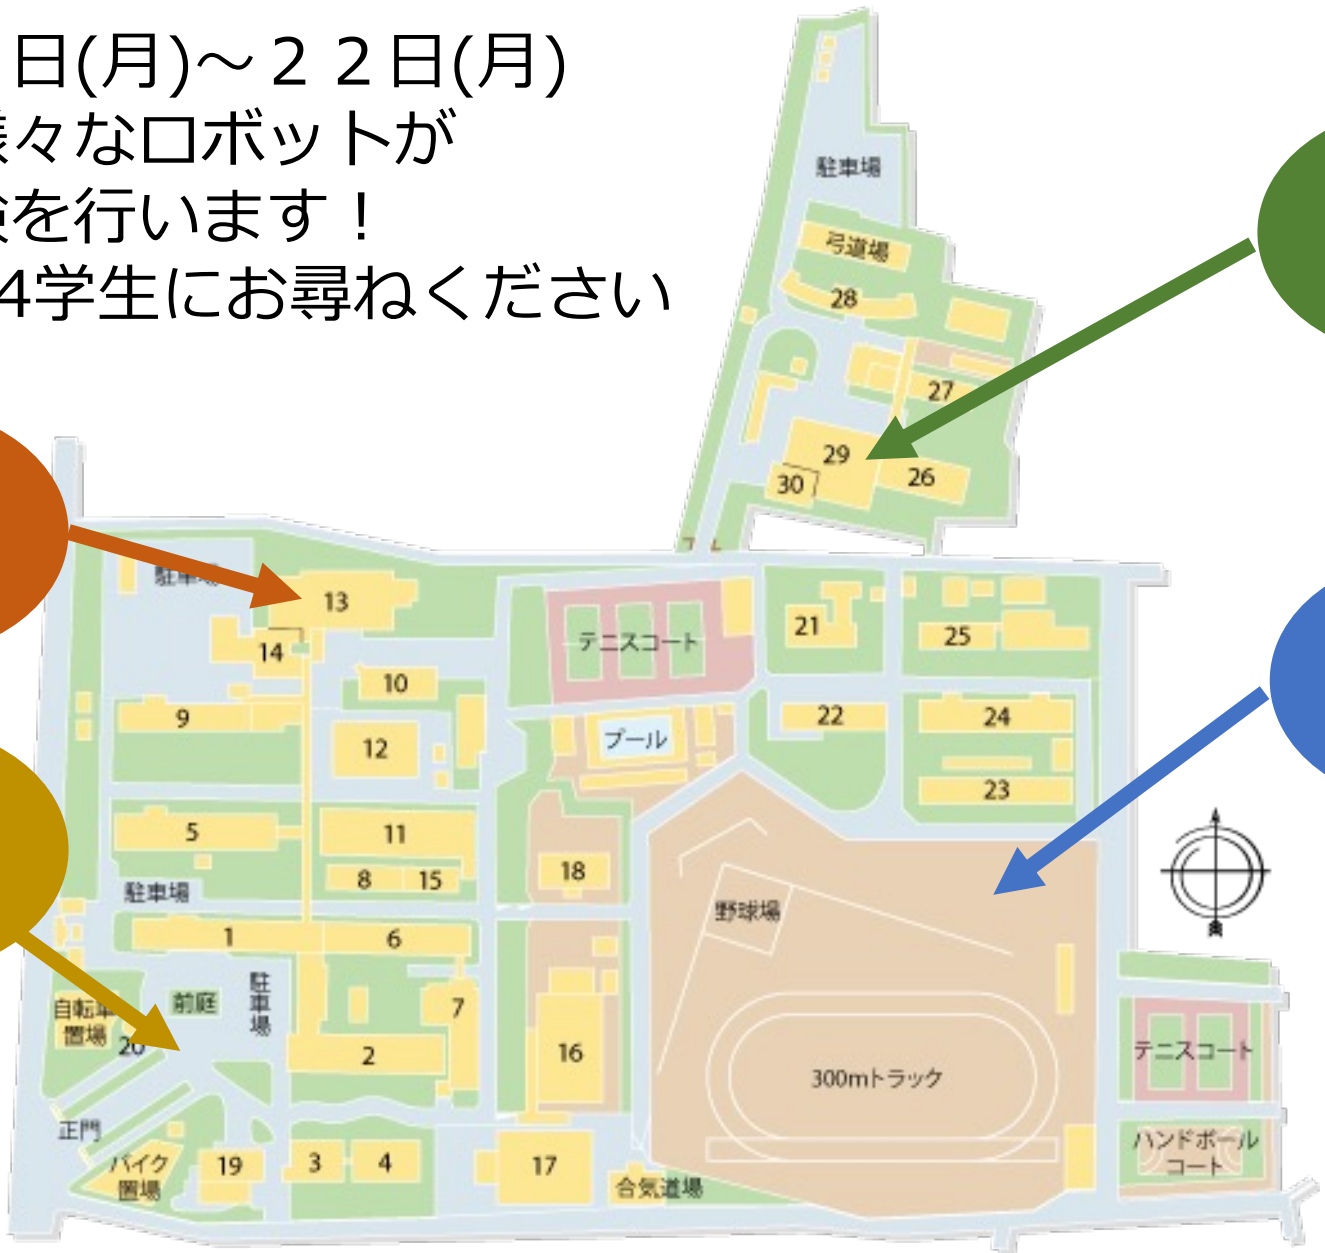 日(月)～２２日(月)
様々なロボットが
を行います！
4学生にお尋ねください
駐車場
弓道場
28
27
29
26
30
駐車場
13
14
テニスコート
21
25
10
9
22
24
プール
12
23
5
11
18
8
15
駐車場
野球場
1
6
前庭
駐車場
自転車
置場
20
7
2
16
300mトラック
テニスコート
正門
バイク
置場
19
3
4
17
合気道場
ハンドボール
コート